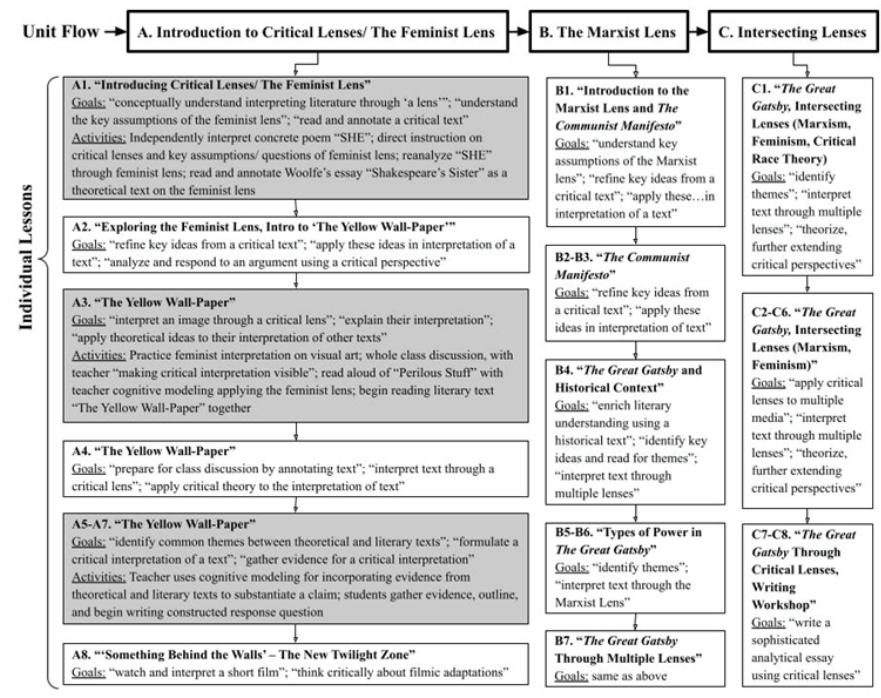 Unit Flow
A. Introduction to Critical Lenses/ The Feminist Lens
B. The Marxist Lens
C. Intersecting Lenses
Individual Lessons
A1. “Introducing Critical Lenses/ The Feminist Lens”
Goals: “conceptually understand interpreting literature through ‘a lens’”; “understand
the key assumptions of the feminist lens”; “read and annotate a critical text”
Activities: Independently interpret concrete poem “SHE”; direct instruction on
critical lenses and key assumptions/ questions of feminist lens; reanalyze “SHE”
through feminist lens; read and annotate Woolfe’s essay “Shakespeare’s Sister” as a
theoretical text on the feminist lens
A2. “Exploring the Feminist Lens, Intro to ‘The Yellow Wall-Paper’”
Goals: “refine key ideas from a critical text”; “apply these ideas in interpretation of a
text”; “analyze and respond to an argument using a critical perspective”
A3. “The Yellow Wall-Paper”
Goals: “interpret an image through a critical lens”; “explain their interpretation”;
“apply theoretical ideas to their interpretation of other texts”
Activities: Practice feminist interpretation on visual art; whole class discussion, with
teacher “making critical interpretation visible”; read aloud of “Perilous Stuff” with
teacher cognitive modeling applying the feminist lens; begin reading literary text
“The Yellow Wall-Paper” together
A4. “The Yellow Wall-Paper”
Goals: “prepare for class discussion by annotating text”; “interpret text through a
critical lens”; “apply critical theory to the interpretation of text”
A5-A7. “The Yellow Wall-Paper”
Goals: “identify common themes between theoretical and literary texts”; “formulate a
critical interpretation of a text”; “gather evidence for a critical interpretation”
Activities: Teacher uses cognitive modeling for incorporating evidence from
theoretical and literary texts to substantiate a claim; students gather evidence, outline,
and begin writing constructed response question
A8. “‘Something Behind the Walls’ – The New Twilight Zone”
Goals: “watch and interpret a short film”; “think critically about filmic adaptations”
B1. “Introduction to the
Marxist Lens and The
Communist Manifesto”
Goals: “understand key
assumptions of the Marxist
lens”; “refine key ideas from a
critical text”; “apply these…in
interpretation of a text”
B2-B3. “The Communist
Manifesto”
Goals: “refine key ideas from
a critical text”; “apply these
ideas in interpretation of text”
B4. “The Great Gatsby and
Historical Context”
Goals: “enrich literary
understanding using a
historical text”; “identify key
ideas and read for themes”;
“interpret text through
multiple lenses”
B5-B6. “Types of Power in
The Great Gatsby”
Goals: “identify themes”;
“interpret text through the
Marxist Lens”
B7. “The Great Gatsby
Through Multiple Lenses”
Goals: same as above
C1. “The Great
Gatsby, Intersecting
Lenses (Marxism,
Feminism, Critical
Race Theory)
Goals: “identify
themes”; “interpret
text through multiple
lenses”; “theorize,
further extending
critical perspectives”
C2-C6. “The Great
Gatsby, Intersecting
Lenses (Marxism,
Feminism)”
Goals: “apply critical
lenses to multiple
media”; “interpret
text through multiple
lenses”; “theorize,
further extending
critical perspectives”
C7-C8. “The Great
Gatsby Through
Critical Lenses,
Writing
Workshop”
Goals: “write a
sophisticated
analytical essay
using critical lenses”